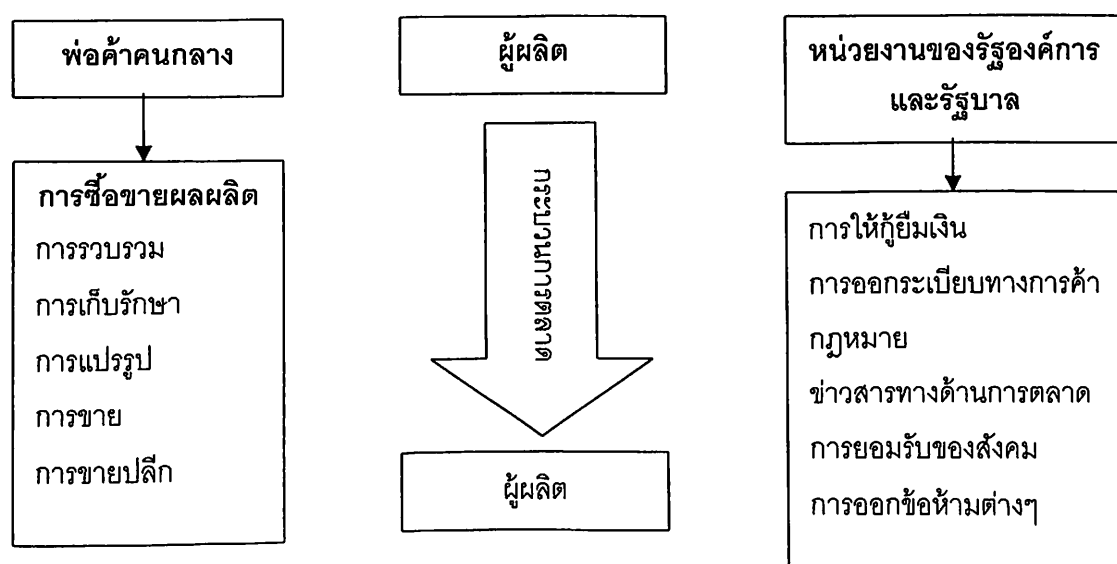 พ่อค้าคนกลาง
การซื้อขายผลผลิต
การรวบรวม
การเก็บรักษา
การแปรรูป
การขาย
การขายปลีก
ผู้ผลิต
กระบวนการตลาด
ผู้ผลิต
หน่วยงานของรัฐองค์การ
และรัฐบาล
การให้กู้ยืมเงิน
การออกระเบียบทางการค้า
กฎหมาย
ข่าวสารทางด้านการตลาด
การยอมรับของสังคม
การออกข้อห้ามต่างๆ